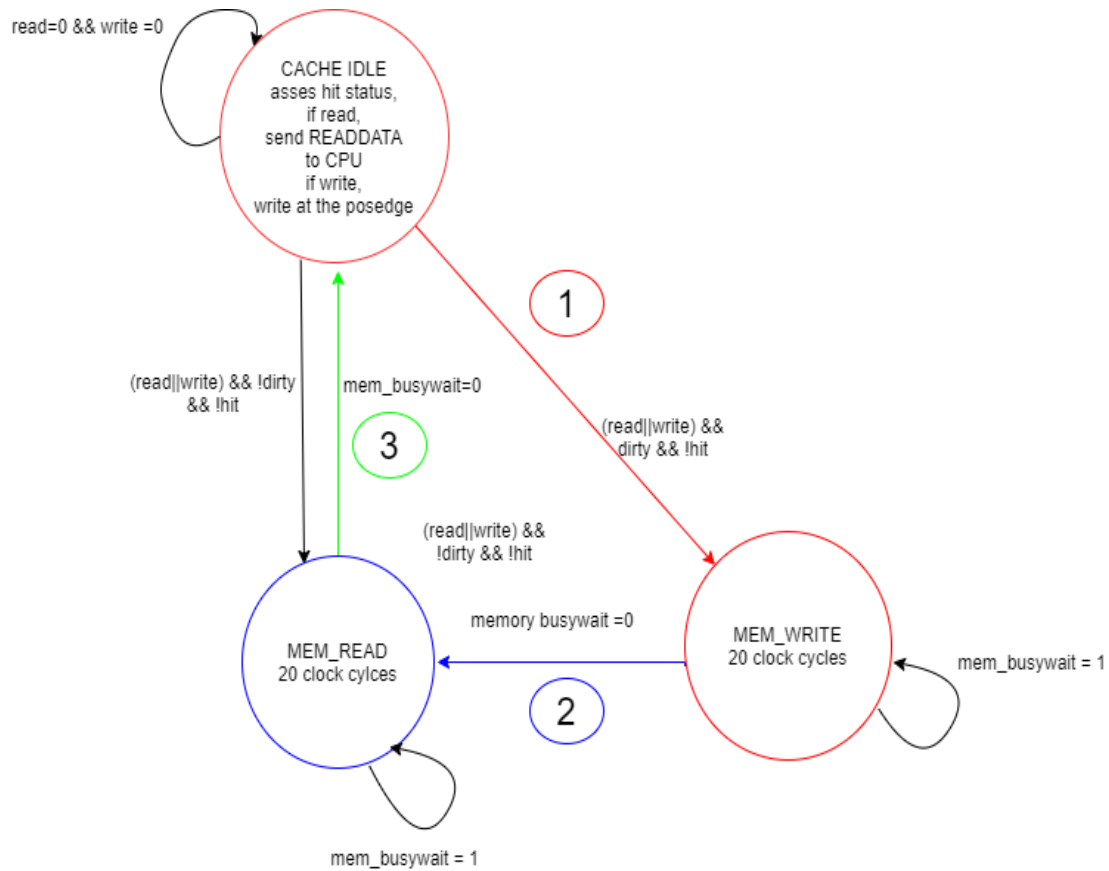 read=0 && write =0
CACHE IDLE
asses hit status,
if read,
send READDATA
to CPU
if write,
write at the posedge
1
(read||write) && !dirty
&& !hit
mem_busywait=0
3
(read||write) &&
dirty && !hit
(read||write) &&
!dirty && !hit
memory busywait =0
MEM_WRITE
20 clock cycles
mem_busywait = 1
MEM_READ
20 clock cylces
2
mem_busywait = 1